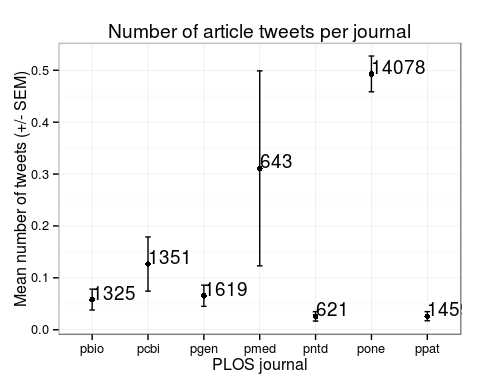 Number of article tweets per journal
Mean number of tweets (+/- SEM)
0.5
0.4
0.3
0.2
0.1
0.0
1325
1351
1619
643
621
14078
145
pbio
pcbi
pgen
pmed
pntd
pone
ppat
PLOS journal